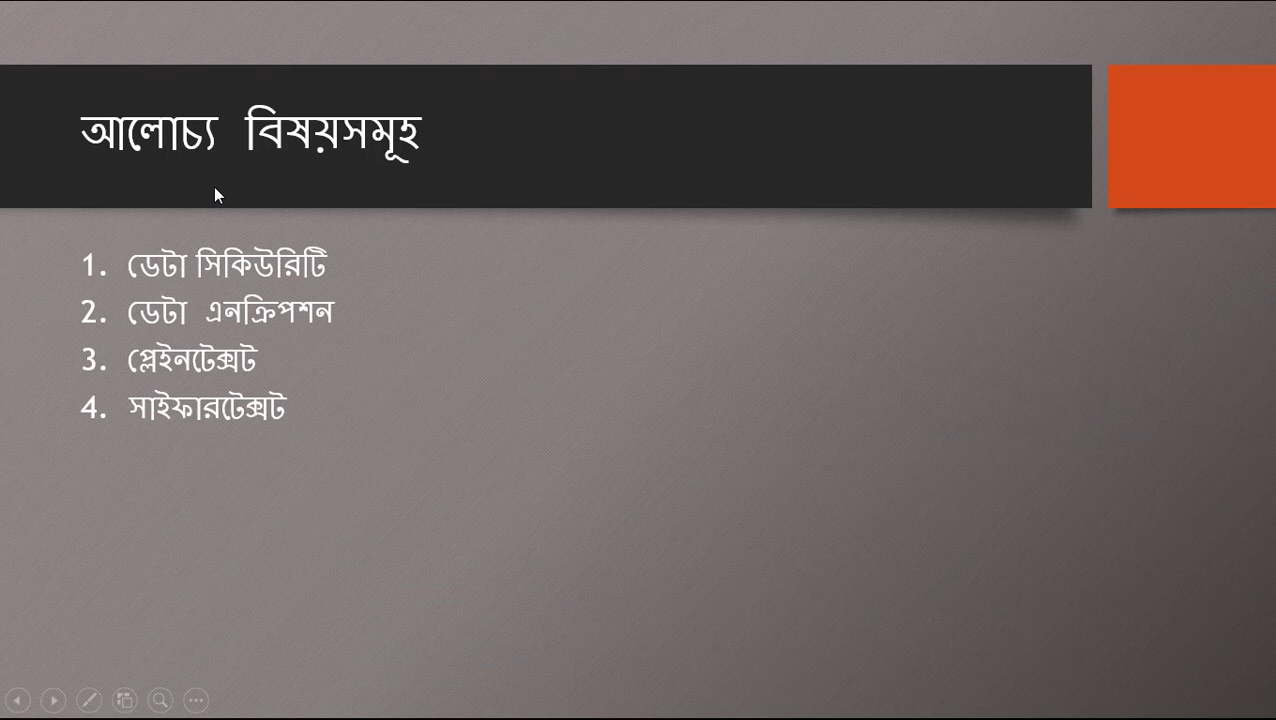 আলোচ্য বিষয়সমূহ
1. ডেটা সিকিউরিটি
2. ডেটা এনক্রিপশন
3. প্লেইনটেক্সট
4. সাইফারটেক্সট